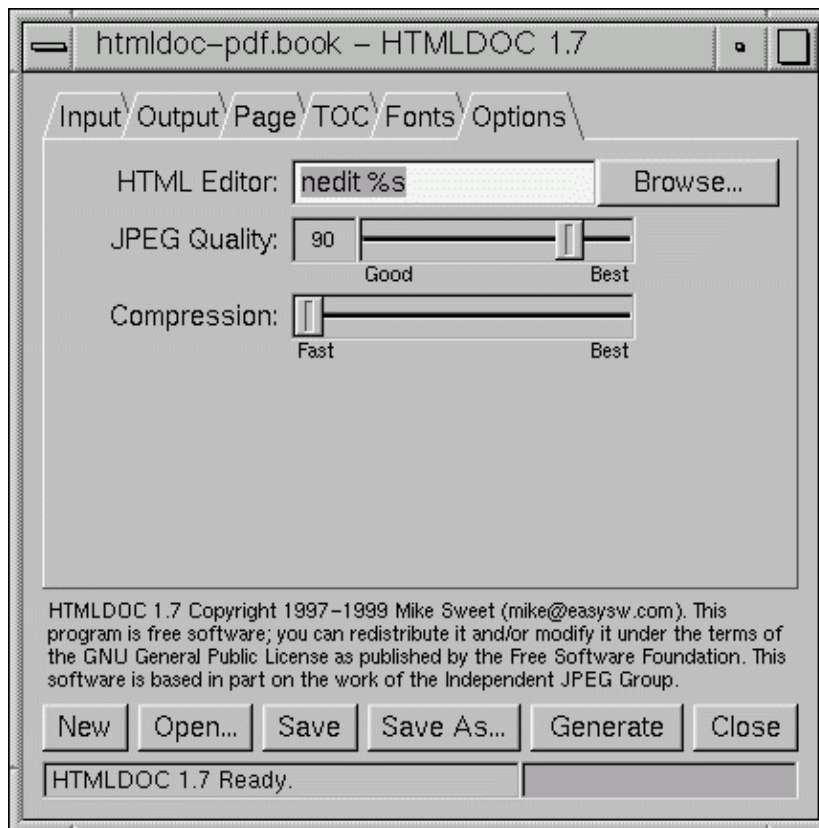 htmldoc-pdf.book - HTMLDOC 1.7
Input Output Page TOC Fonts Options
HTML Editor: nedit %s Browse...
JPEG Quality: 90
Good Best
Compression:
Fast Best
HTMLDOC 1.7 Copyright 1997-1999 Mike Sweet (mike@easysw.com). This
program is free software; you can redistribute it and/or modify it under the terms of
the GNU General Public License as published by the Free Software Foundation. This
software is based in part on the work of the Independent JPEG Group.
New Open... Save Save As... Generate Close
HTMLDOC 1.7 Ready.